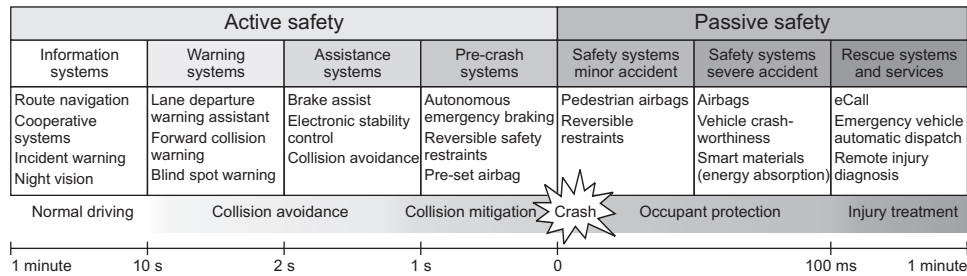 Active safety
Passive safety
Information
systems
Warning
systems
Assistance
systems
Pre-crash
systems
Safety systems
minor accident
Safety systems
severe accident
Rescue systems
and services
Route navigation
Cooperative
systems
Incident warning
Night vision
Lane departure
warning assistant
Forward collision
warning
Blind spot warning
Brake assist
Electronic stability
control
Collision avoidance
Autonomous
emergency braking
Reversible safety
restraints
Pre-set airbag
Pedestrian airbags
Reversible
restraints
Airbags
Vehicle crash-
worthiness
Smart materials
(energy absorption)
eCall
Emergency vehicle
automatic dispatch
Remote injury
diagnosis
Normal driving
Collision avoidance
Collision mitigation
Crash
Occupant protection
Injury treatment
1 minute
10 s
2 s
1 s
0
100 ms
1 minute